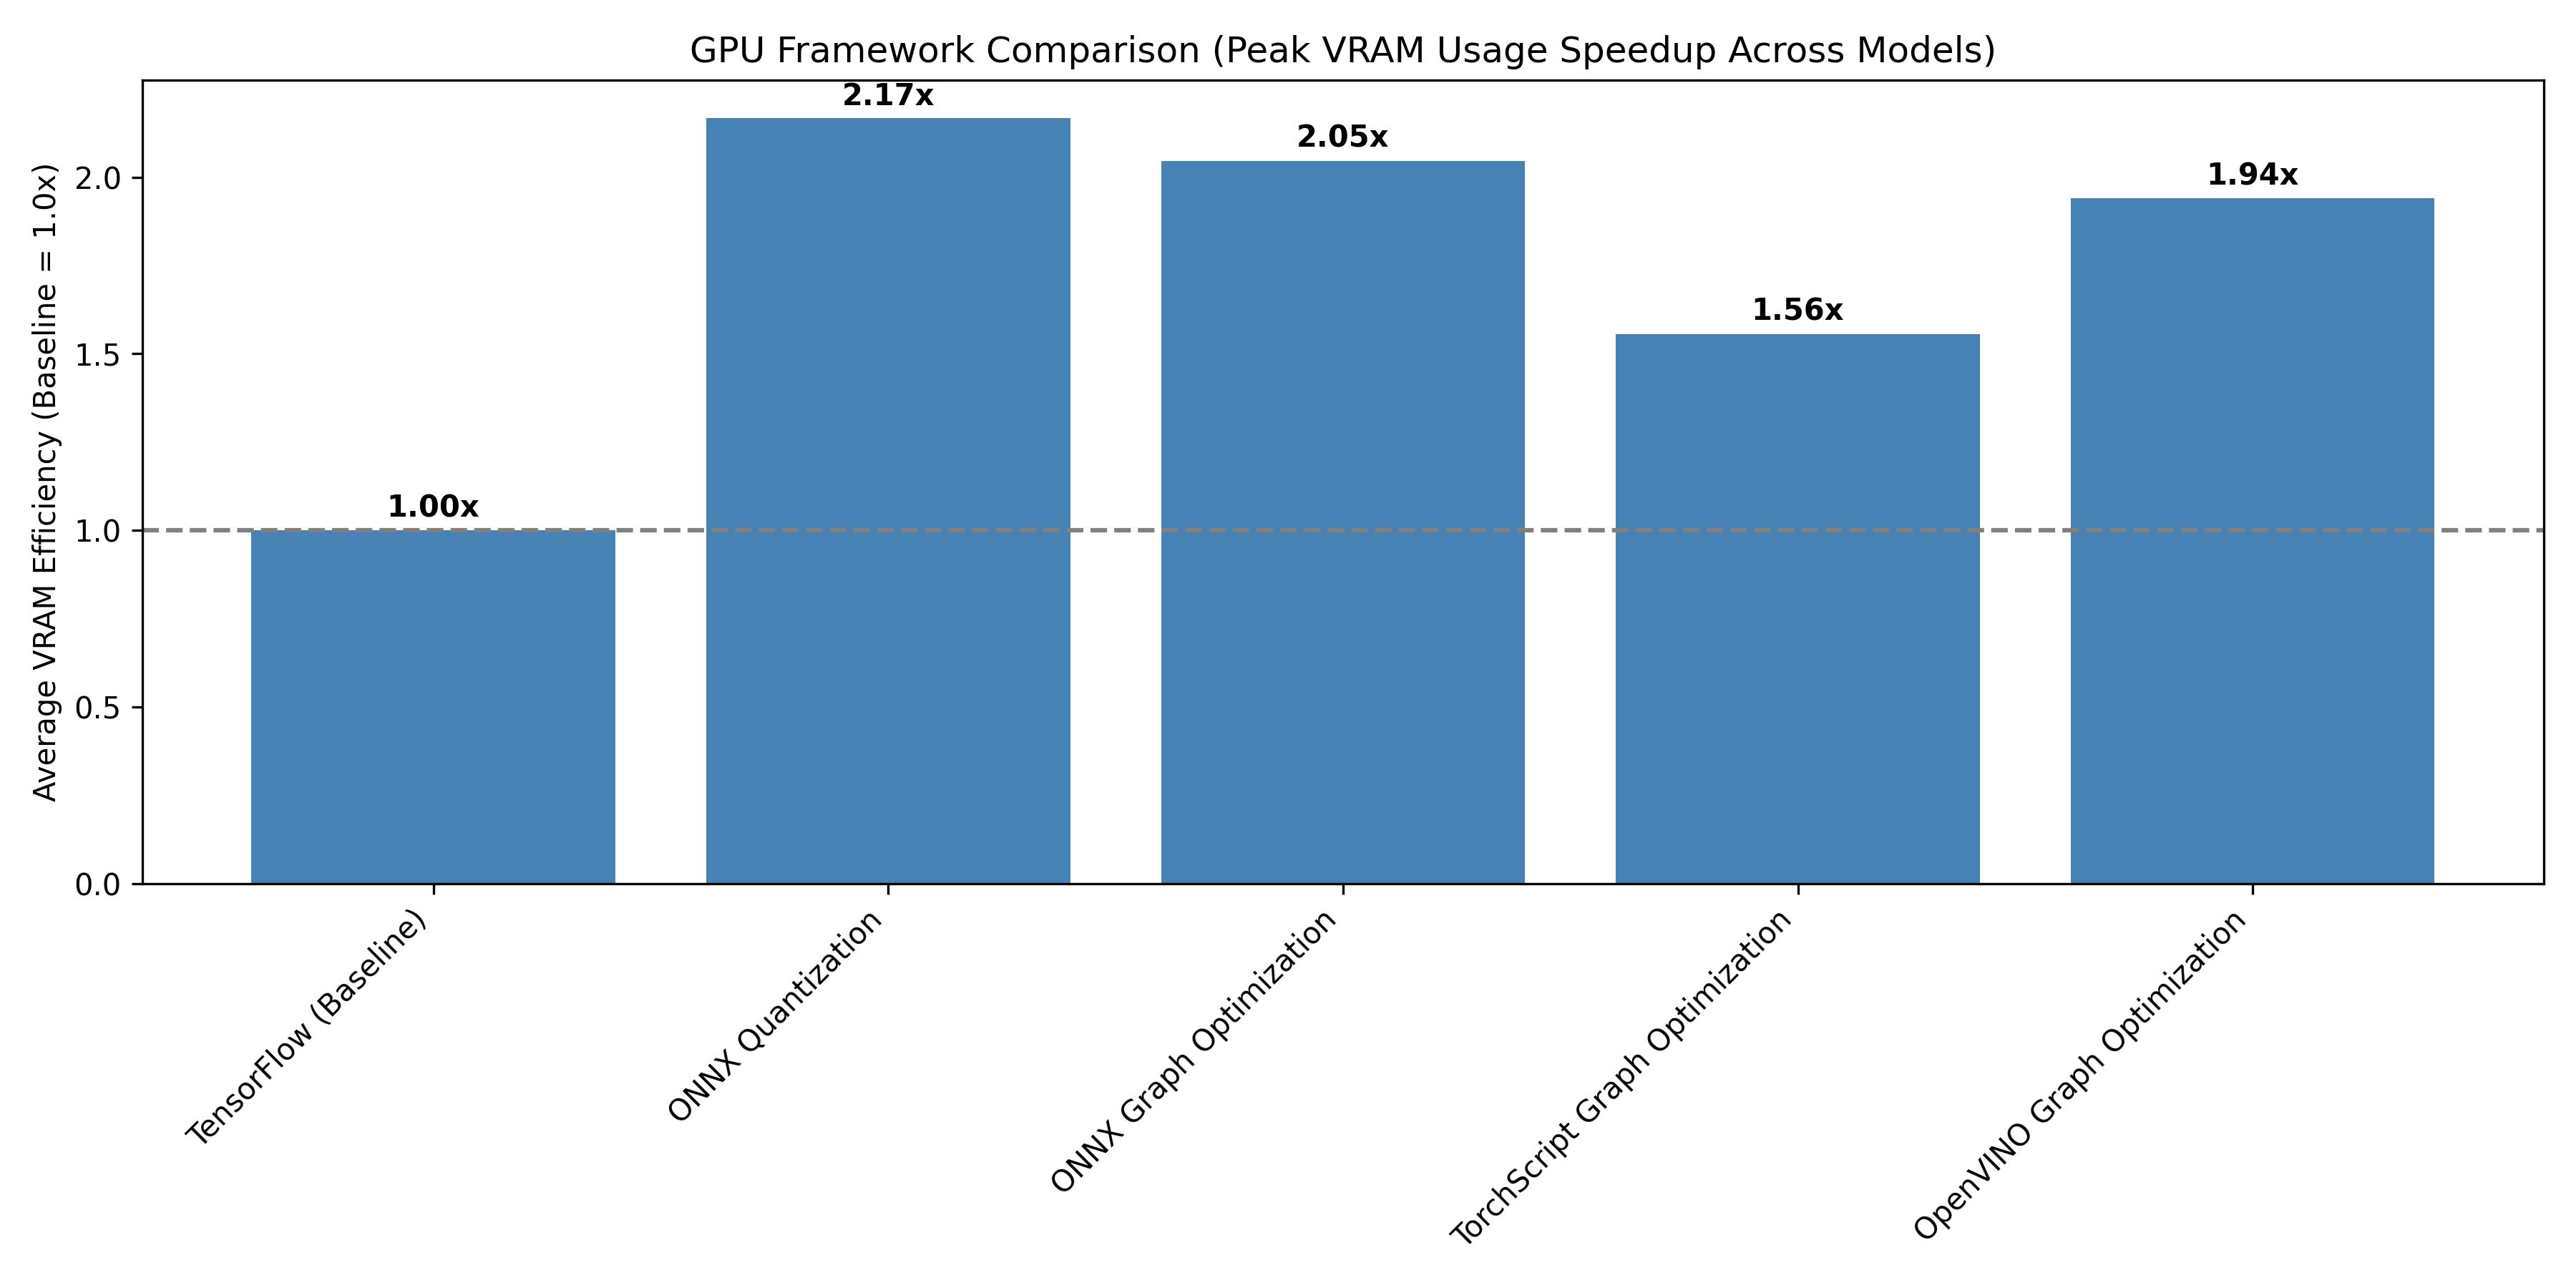 GPU Framework Comparison (Peak VRAM Usage Speedup Across Models)
Average VRAM Efficiency (Baseline = 1.0x)
2.0
1.5
1.0
0.5
0.0
1.00x
2.17x
2.05x
1.56x
1.94x
TensorFlow (Baseline)
ONNX Quantization
ONNX Graph Optimization
TorchScript Graph Optimization
OpenVINO Graph Optimization